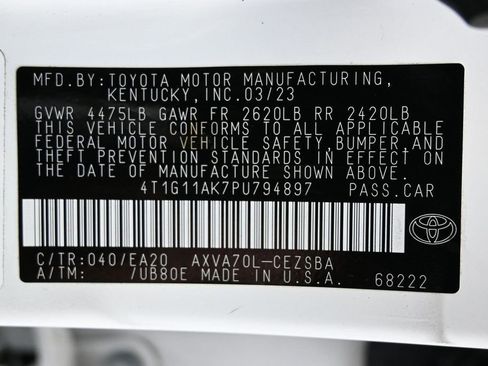 MFD.BY:TOYOTA MOTOR MANUFACTURING,
KENTUCKY,INC.03/23
GVWR 4475LB GAWR FR 2620LB RR 2420LB
THIS VEHICLE CONFORMS TO ALL APPLICABLE
FEDERAL MOTOR VEHICLE SAFETY,BUMPER,AND
THEFT PREVENTION STANDARDS IN EFFECT ON
THE DATE OF MANUFACTURE SHOWN ABOVE.
4T1G11AK7PU794897 PASS.CAR
C/TR:040/EA20 AXVA70L-CEZSBA
A/TM: /UB80E MADE IN U.S.A.
68222
TOYOTA